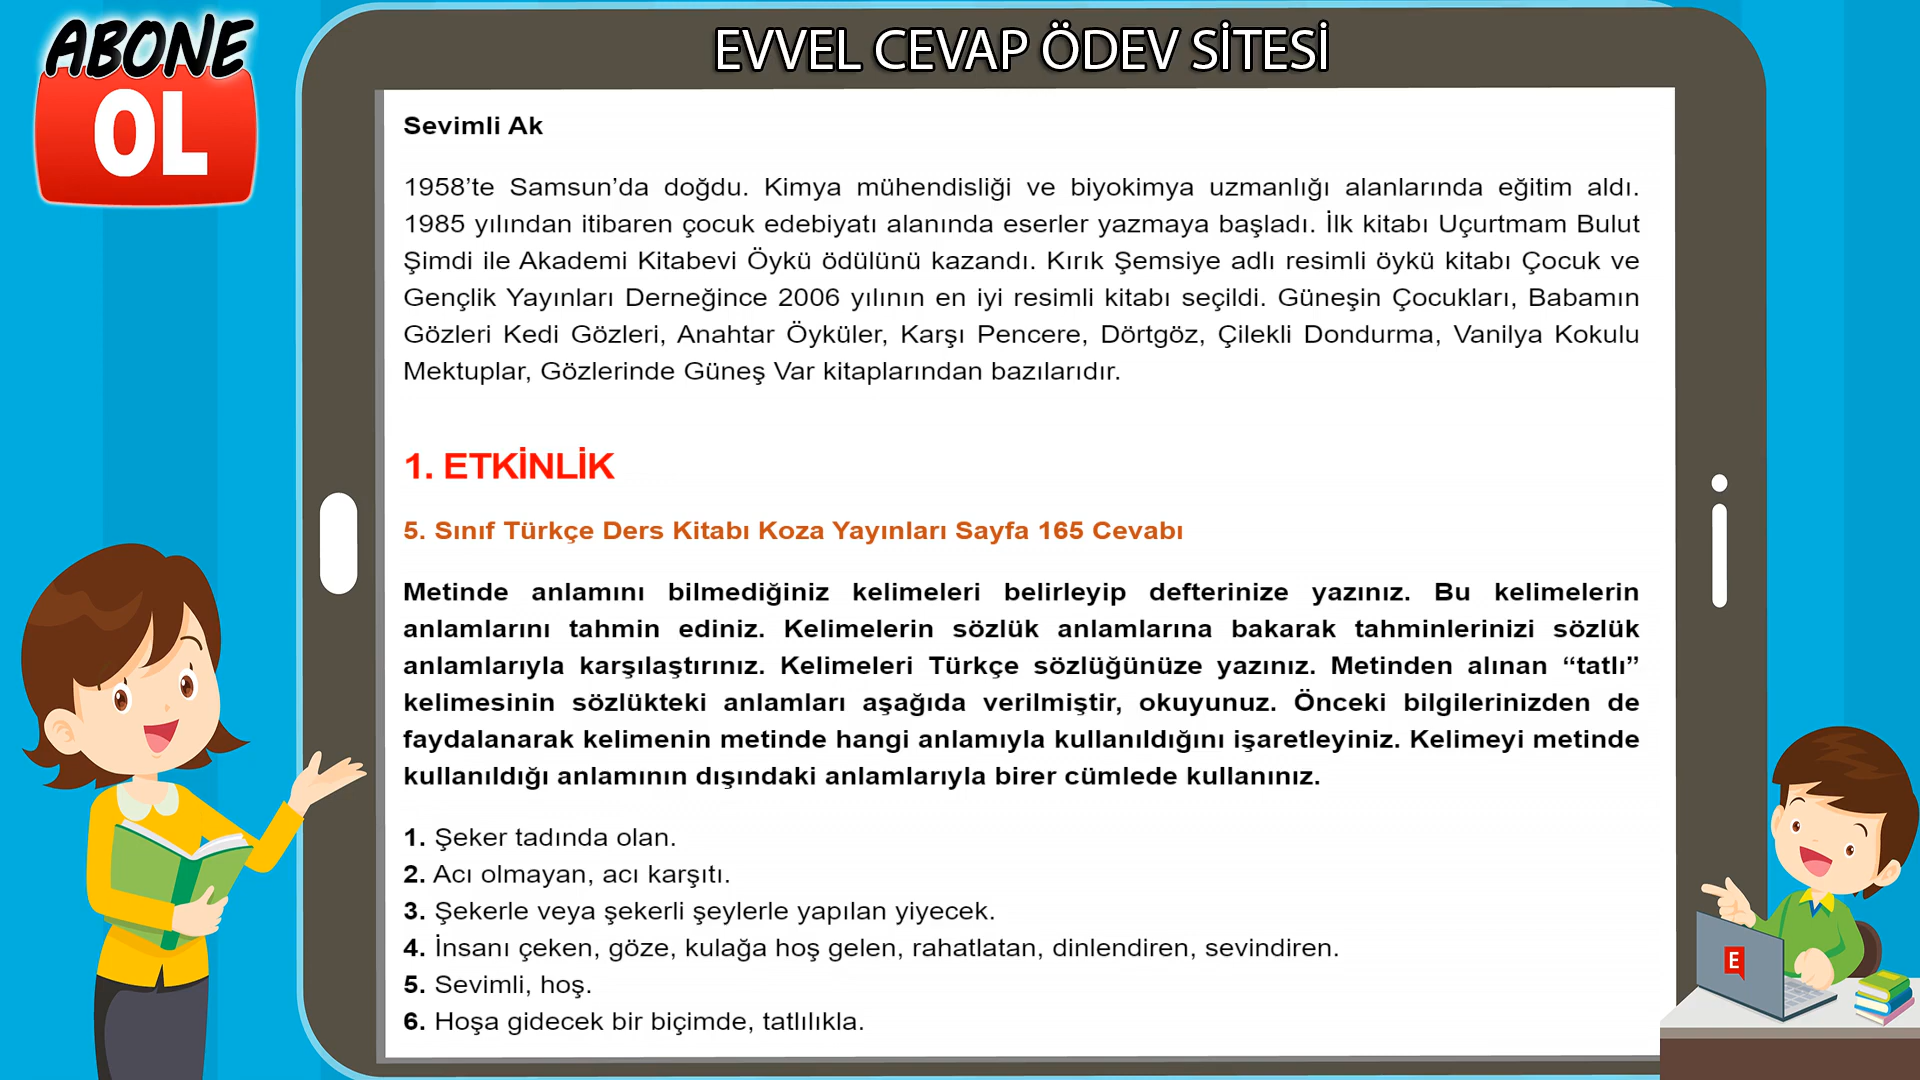 ABONE
OL
EVVEL CEVAP ÖDEV SİTESİ
Sevimli Ak
1958’te Samsun’da doğdu. Kimya mühendisliği ve biyokimya uzmanlığı alanlarında eğitim aldı.
1985 yılından itibaren çocuk edebiyatı alanında eserler yazmaya başladı. İlk kitabı Uçurtmam Bulut
Şimdi ile Akademi Kitabevi Öykü ödülünü kazandı. Kırık Şemsiye adlı resimli öykü kitabı Çocuk ve
Gençlik Yayınları Derneğince 2006 yılının en iyi resimli kitabı seçildi. Güneşin Çocukları, Babamın
Gözleri Kedi Gözleri, Anahtar Öyküler, Karşı Pencere, Dörtgöz, Çilekli Dondurma, Vanilya Kokulu
Mektuplar, Gözlerinde Güneş Var kitaplarından bazılarıdır.
1. ETKİNLİK
5. Sınıf Türkçe Ders Kitabı Koza Yayınları Sayfa 165 Cevabı
Metinde anlamını bilmediğiniz kelimeleri belirleyip defterinize yazınız. Bu kelimelerin
anlamlarını tahmin ediniz. Kelimelerin sözlük anlamlarına bakarak tahminlerinizi sözlük
anlamlarıyla karşılaştırınız. Kelimeleri Türkçe sözlüğünüze yazınız. Metinden alınan “tatlı”
kelimesinin sözlükteki anlamları aşağıda verilmiştir, okuyunuz. Önceki bilgilerinizden de
faydalanarak kelimenin metinde hangi anlamıyla kullanıldığını işaretleyiniz. Kelimeyi metinde
kullanıldığı anlamının dışındaki anlamlarıyla birer cümlede kullanınız.
1. Şeker tadında olan.
2. Acı olmayan, acı karşıtı.
3. Şekerle veya şekerli şeylerle yapılan yiyecek.
4. İnsanı çeken, göze, kulağa hoş gelen, rahatlatan, dinlendiren, sevindiren.
5. Sevimli, hoş.
6. Hoşa gidecek bir biçimde, tatlılıkla.
E